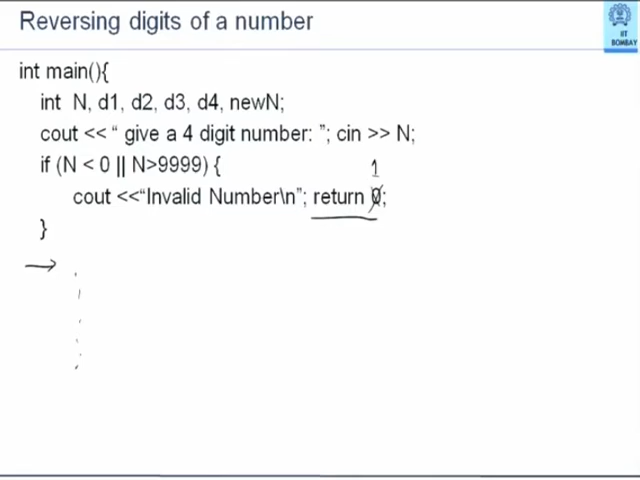 Reversing digits of a number
IIT
BOMBAY
int main(){
int N, d1, d2, d3, d4, newN;
cout << “ give a 4 digit number: ”; cin >> N;
if (N < 0 || N>9999) {
1
cout <<“Invalid Number\n”; return 0;
}